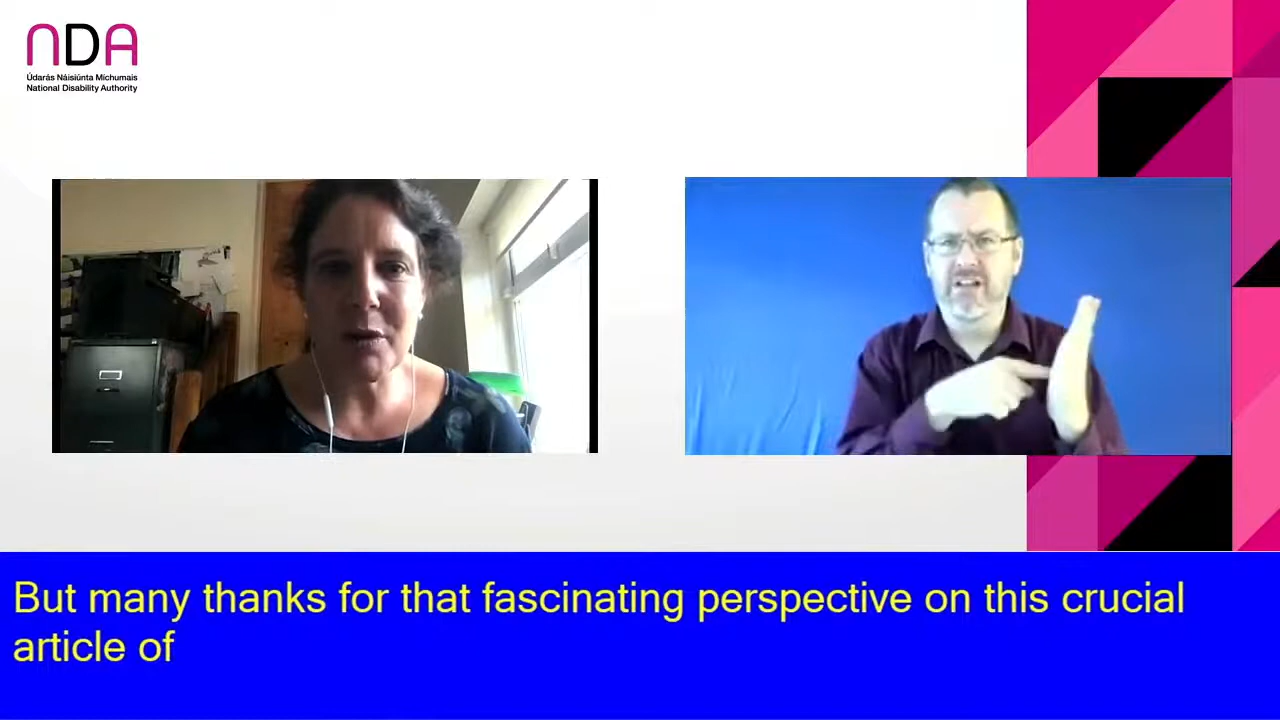 NDA
Údarás Náisiúnta Míchumais
National Disability Authority
But many thanks for that fascinating perspective on this crucial
article of